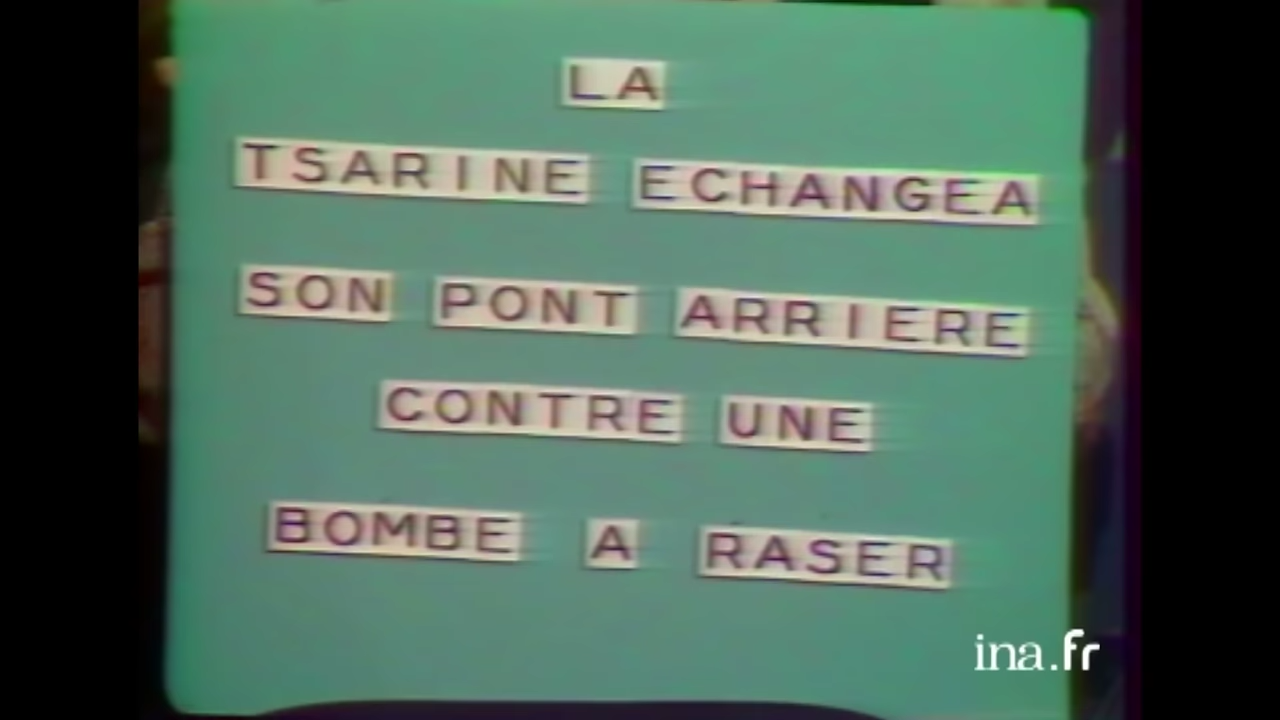 LA
TSARINE ECHANGEA
SON PONT ARRIERE
CONTRE UNE
BOMBE A RASER
ina.fr